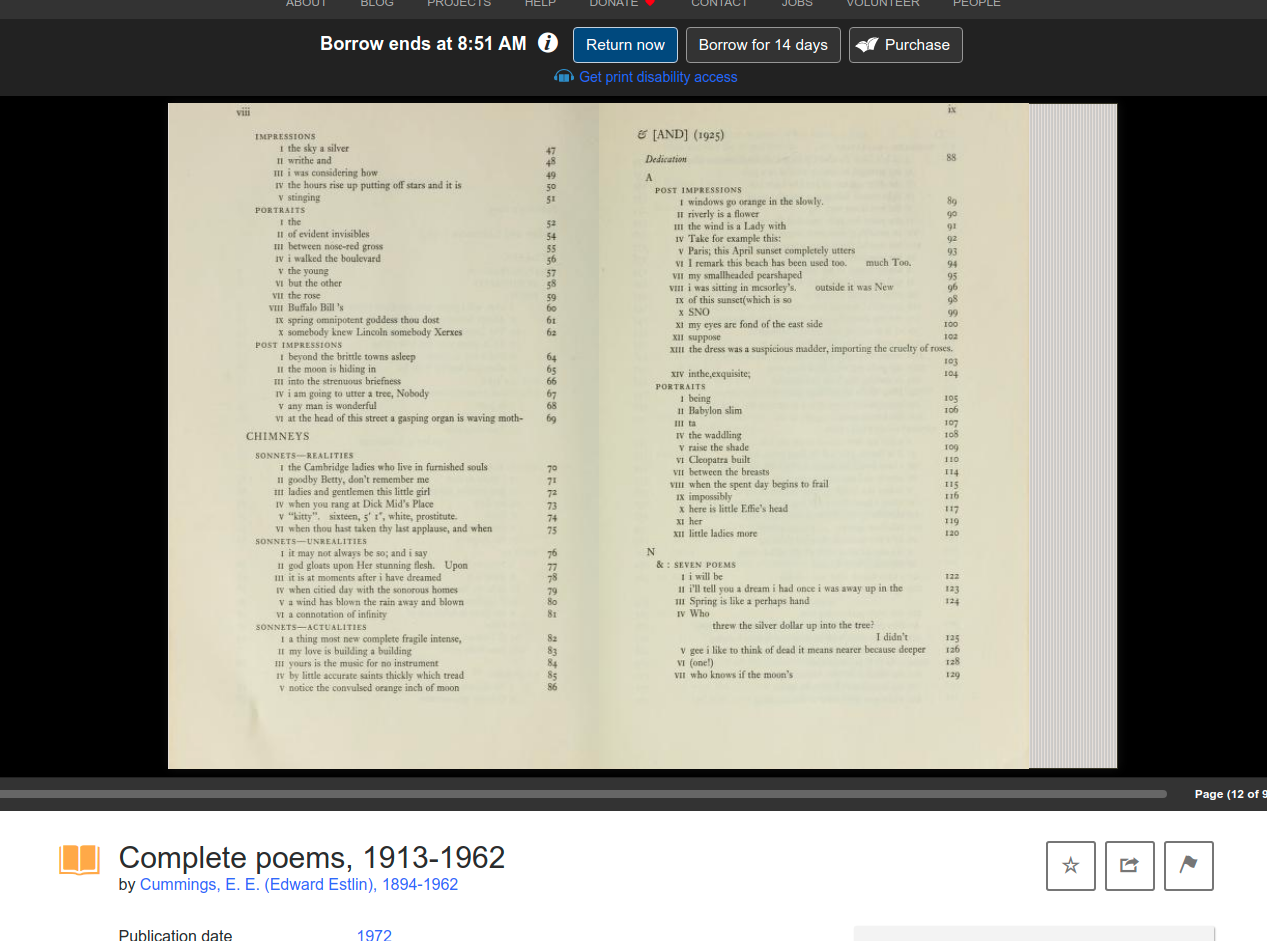 ABOUT BLOG PROJECTS HELP DONATE CONTACT JOBS VOLUNTEER PEOPLE
Borrow ends at 8:51 AM i Return now Borrow for 14 days Purchase
Get print disability access
viii
IMPRESSIONS
I the sky a silver 47
II writhe and 48
III i was considering how 49
IV the hours rise up putting off stars and it is 50
V stinging 51
PORTRAITS
I the 52
II of evident invisibles 54
III between nose-red gross 55
IV i walked the boulevard 56
V the young 57
VI but the other 58
VII the rose 59
VIII Buffalo Bill 's 60
IX spring omnipotent goddess thou dost 61
X somebody knew Lincoln somebody Xerxes 62
POST IMPRESSIONS
I beyond the brittle towns asleep 64
II the moon is hiding in 65
III into the strenuous briefness 66
IV i am going to utter a tree, Nobody 67
V any man is wonderful 68
VI at the head of this street a gasping organ is waving moth- 69
CHIMNEYS
SONNETS—REALITIES
I the Cambridge ladies who live in furnished souls 70
II goodby Betty, don't remember me 71
III ladies and gentlemen this little girl 72
IV when you rang at Dick Mid's Place 73
V "kitty". sixteen, 5' 1", white, prostitute. 74
VI when thou hast taken thy last applause, and when 75
SONNETS—UNREALITIES
I it may not always be so; and i say 76
II god gloats upon Her stunning flesh. Upon 77
III it is at moments after i have dreamed 78
IV when citied day with the sonorous homes 79
V a wind has blown the rain away and blown 80
VI a connotation of infinity 81
SONNETS—ACTUALITIES
I a thing most new complete fragile intense, 82
II my love is building a building 83
III yours is the music for no instrument 84
IV by little accurate saints thickly which tread 85
V notice the convulsed orange inch of moon 86
ix
& [AND] (1925)
Dedication 88
A
POST IMPRESSIONS
I windows go orange in the slowly. 89
II riverly is a flower 90
III the wind is a Lady with 91
IV Take for example this: 92
V Paris; this April sunset completely utters 93
VI I remark this beach has been used too. much Too. 94
VII my smallheaded pearshaped 95
VIII i was sitting in mcsorley's. outside it was New 96
IX of this sunset(which is so 98
X SNO 99
XI my eyes are fond of the east side 100
XII suppose 102
XIII the dress was a suspicious madder, importing the cruelty of roses.
103
XIV inthe,exquisite; 104
PORTRAITS
I being 105
II Babylon slim 106
III ta 107
IV the waddling 108
V raise the shade 109
VI Cleopatra built 110
VII between the breasts 114
VIII when the spent day begins to frail 115
IX impossibly 116
X here is little Effie's head 117
XI her 119
XII little ladies more 120
N
& : SEVEN POEMS
I i will be 122
II i'll tell you a dream i had once i was away up in the 123
III Spring is like a perhaps hand 124
IV Who
threw the silver dollar up into the tree?
I didn't 125
V gee i like to think of dead it means nearer because deeper 126
VI (one!) 128
VII who knows if the moon's 129
Page (12 of 9
Complete poems, 1913-1962
by Cummings, E. E. (Edward Estlin), 1894-1962
Publication date 1972